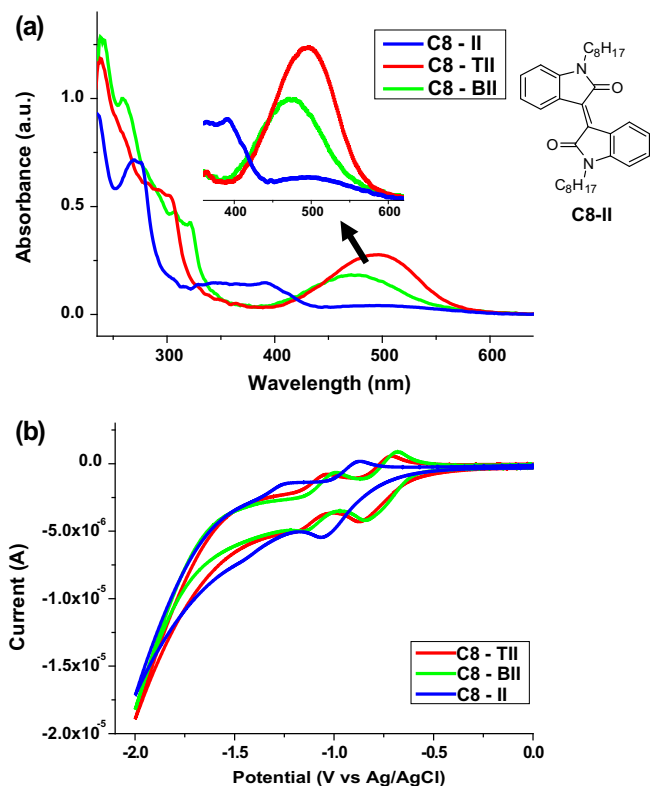 (a)
C8 - II
C8 - TII
C8 - BII
C₈H₁₇
N
O
O
N
C₈H₁₇
C8-II
1.0
0.5
0.0
Absorbance (a.u.)
400 500 600
300 400 500 600
Wavelength (nm)
(b)
0.0
-5.0x10⁻⁶
-1.0x10⁻⁵
-1.5x10⁻⁵
-2.0x10⁻⁵
Current (A)
C8 - TII
C8 - BII
C8 - II
-2.0 -1.5 -1.0 -0.5 0.0
Potential (V vs Ag/AgCl)